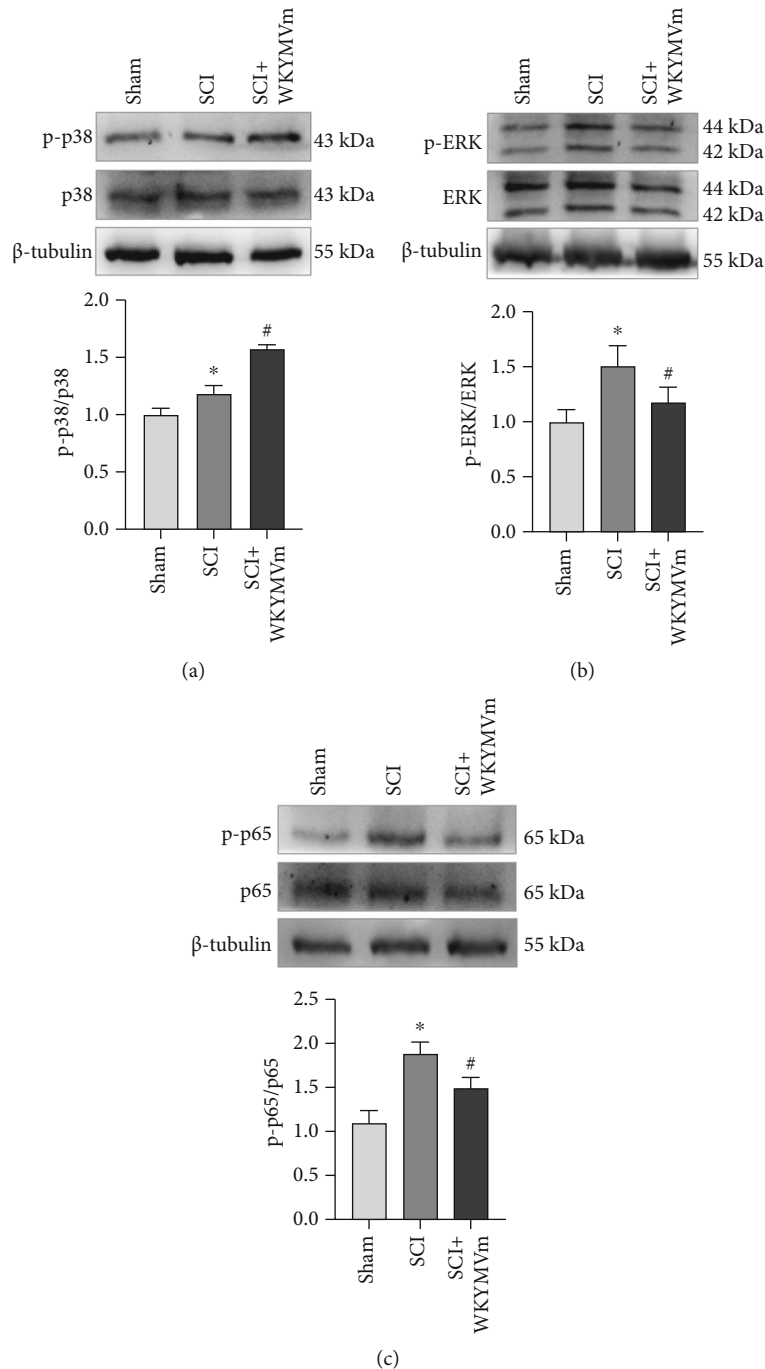 Sham
SCI
SCI+
WKYMVm
p-p38
43 kDa
p38
43 kDa
β-tubulin
55 kDa
2.0
1.5
1.0
0.5
0.0
p-p38/p38
*
#
Sham
SCI
SCI+
WKYMVm
(a)
Sham
SCI
SCI+
WKYMVm
p-ERK
44 kDa
42 kDa
ERK
44 kDa
42 kDa
β-tubulin
55 kDa
2.0
1.5
1.0
0.5
0.0
p-ERK/ERK
*
#
Sham
SCI
SCI+
WKYMVm
(b)
Sham
SCI
SCI+
WKYMVm
p-p65
65 kDa
p65
65 kDa
β-tubulin
55 kDa
2.5
2.0
1.5
1.0
0.5
0.0
p-p65/p65
*
#
Sham
SCI
SCI+
WKYMVm
(c)